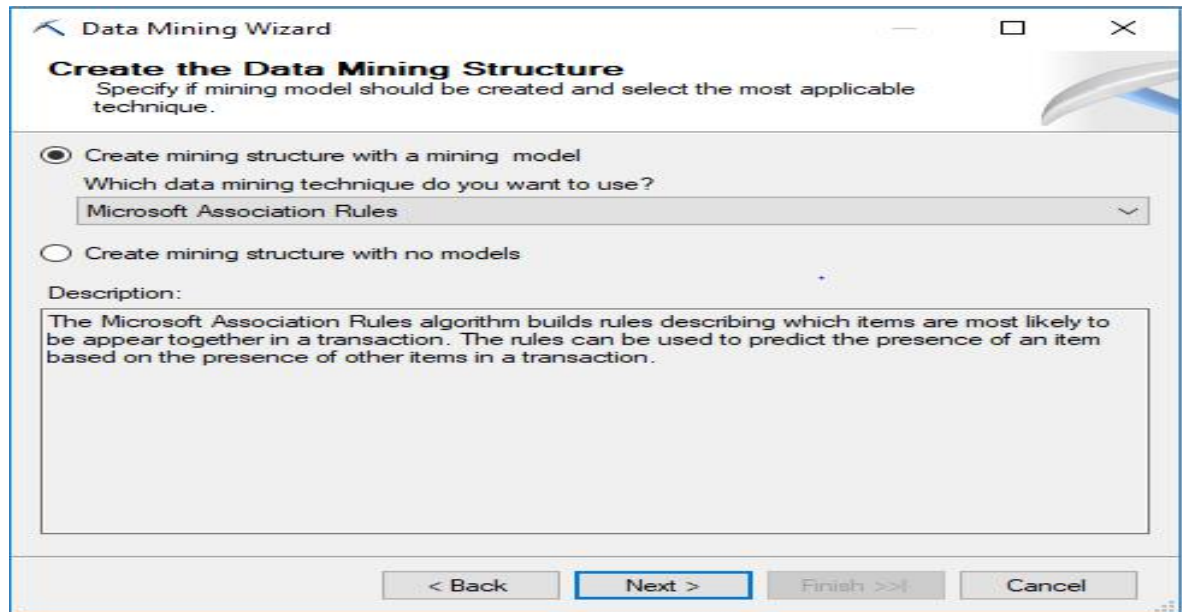 Data Mining Wizard
Create the Data Mining Structure
Specify if mining model should be created and select the most applicable
technique.
Create mining structure with a mining model
Which data mining technique do you want to use?
Microsoft Association Rules
Create mining structure with no models
Description:
The Microsoft Association Rules algorithm builds rules describing which items are most likely to
be appear together in a transaction. The rules can be used to predict the presence of an item
based on the presence of other items in a transaction.
< Back
Next >
Finish >>|
Cancel